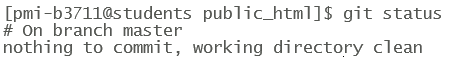 [pmi-b3711@students public_html]$ git status
# On branch master
nothing to commit, working directory clean